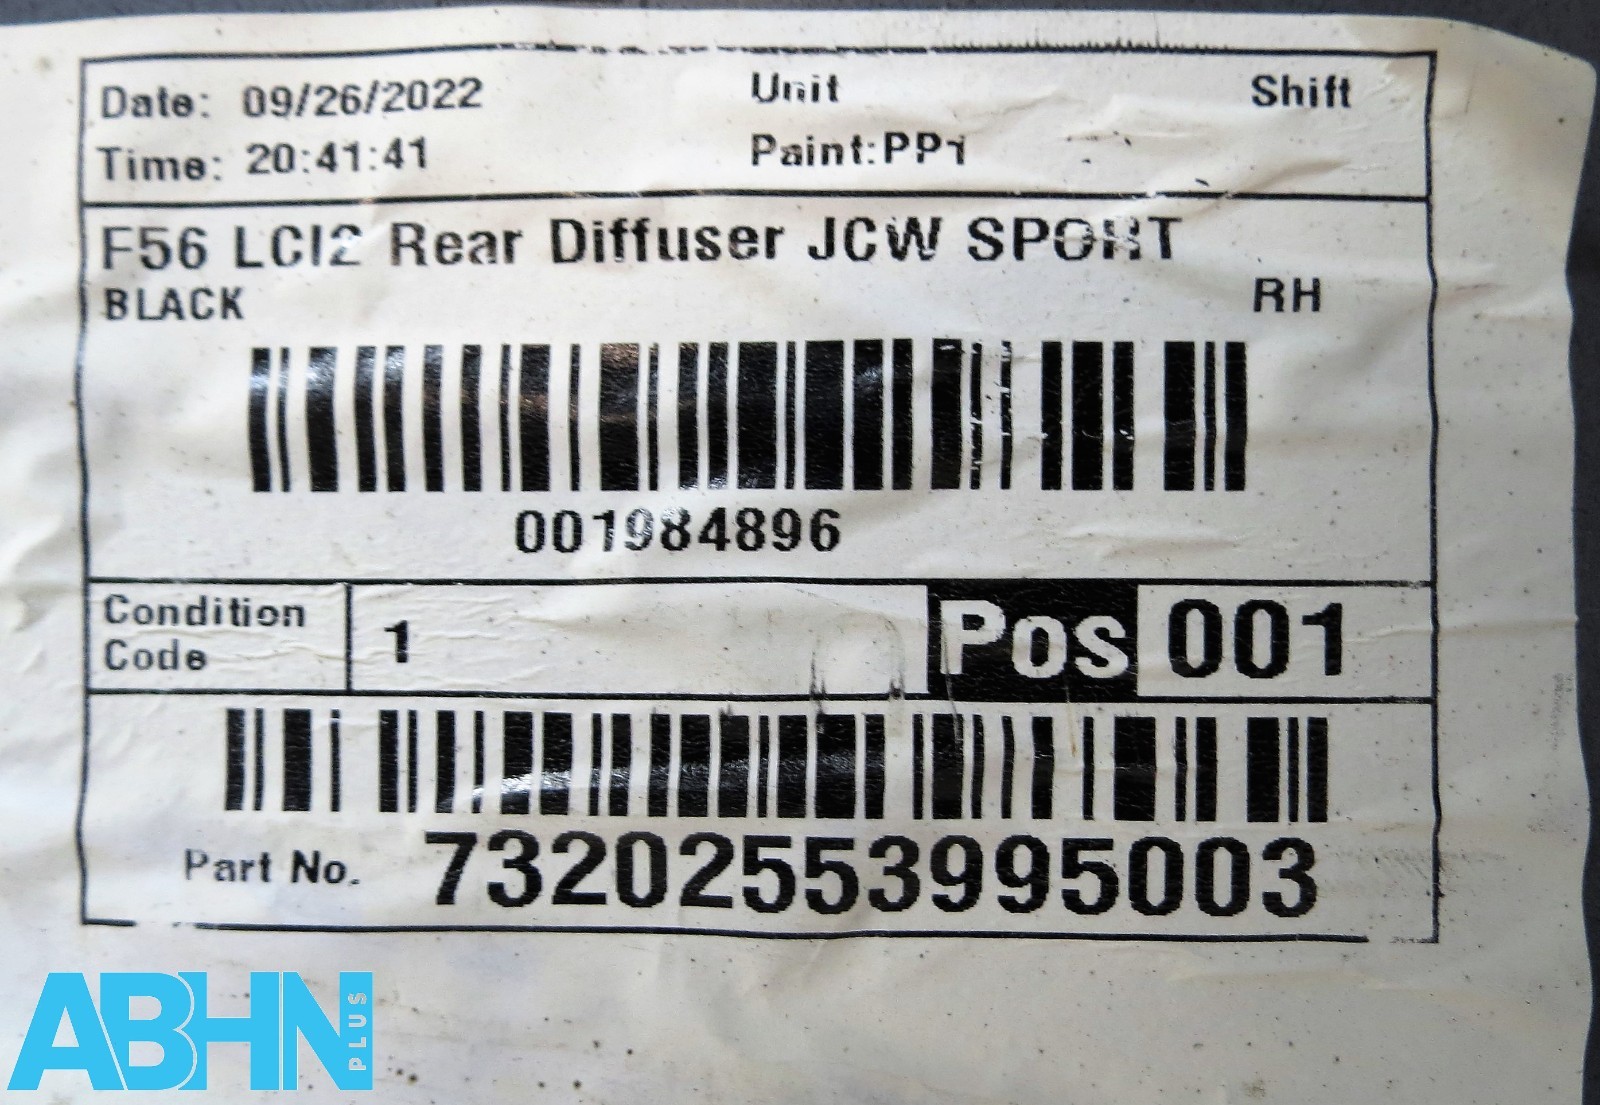 Date: 09/26/2022 Unit Shift
Time: 20:41:41 Paint:PP1
F56 LCI2 Rear Diffuser JCW SPORT
BLACK RH
001984896
Condition Code 1 Pos 001
Part No. 73202553995003
ABHN PLUS